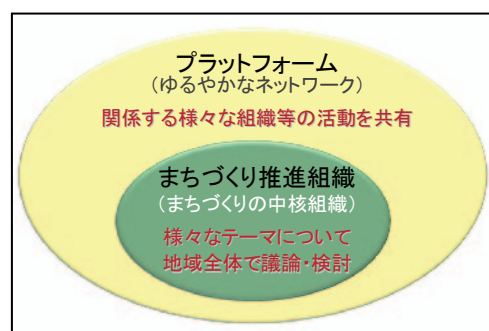 プラットフォーム
(ゆるやかなネットワーク)
関係する様々な組織等の活動を共有
まちづくり推進組織
(まちづくりの中核組織)
様々なテーマについて
地域全体で議論・検討